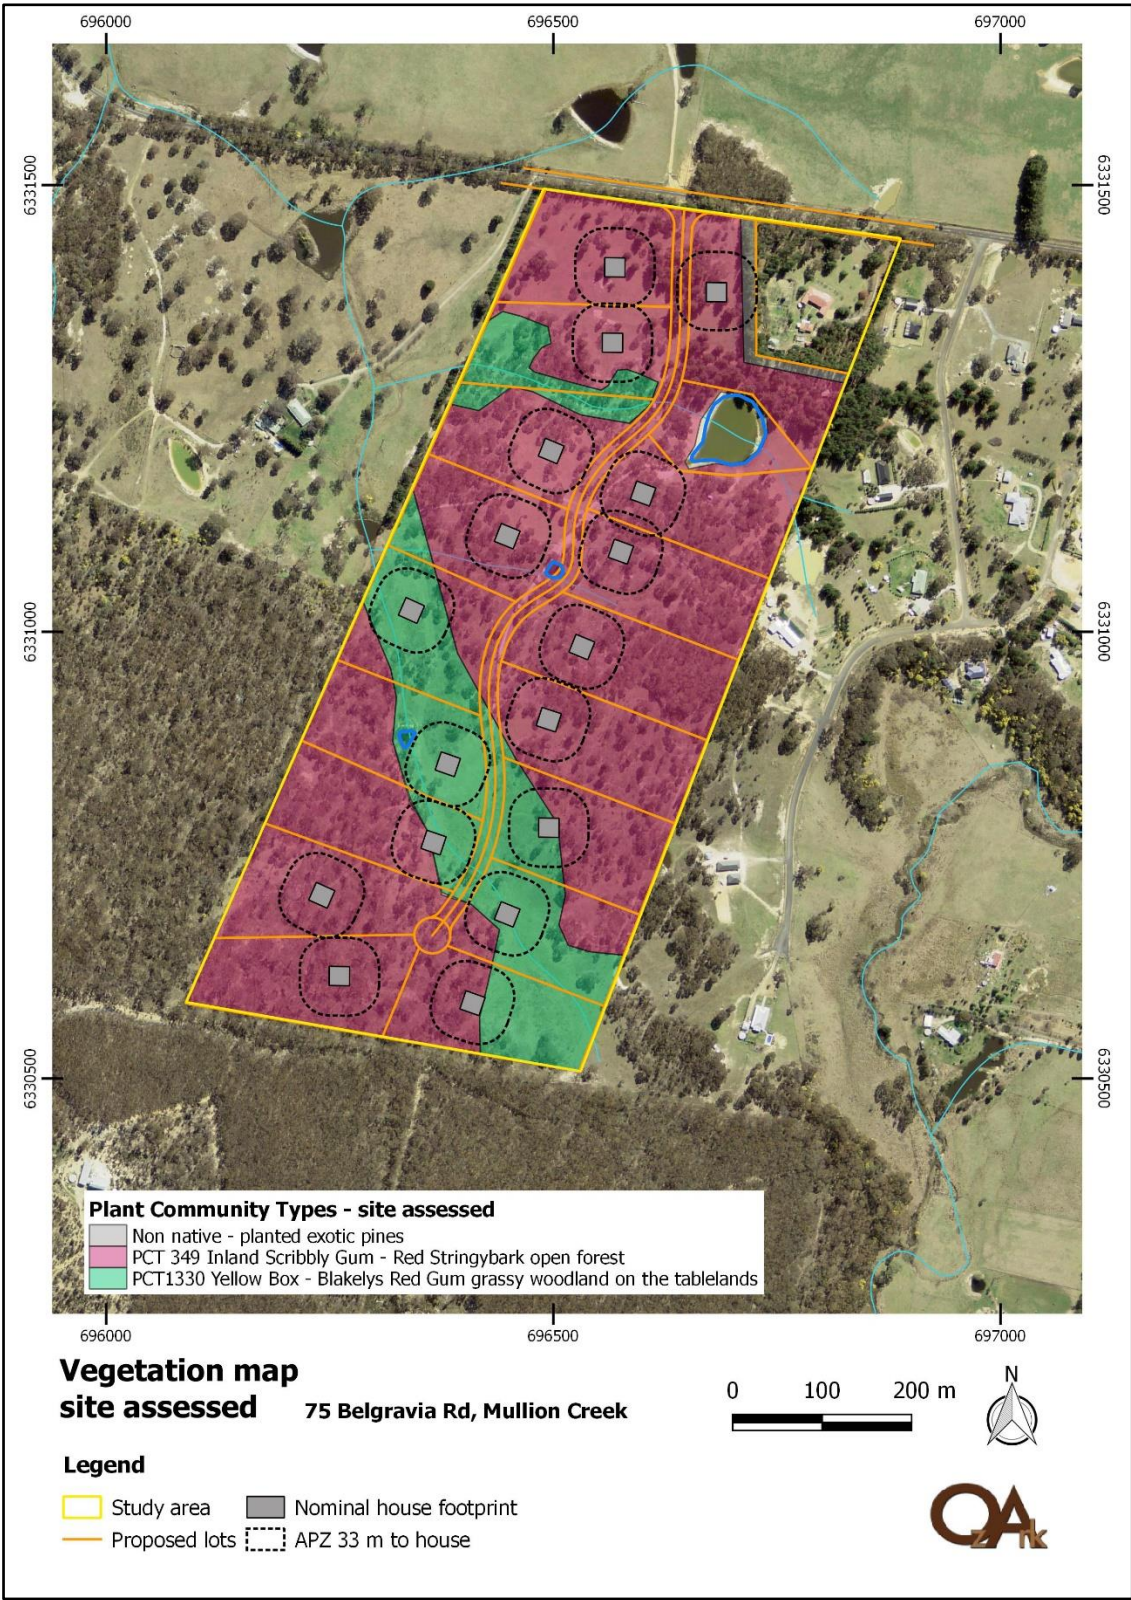 696000 696500 697000
6331500 6331500
6331000 6331000
6330500 6330500
Plant Community Types - site assessed
Non native - planted exotic pines
PCT 349 Inland Scribbly Gum - Red Stringybark open forest
PCT1330 Yellow Box - Blakelys Red Gum grassy woodland on the tablelands
696000 696500 697000
Vegetation map
site assessed 75 Belgravia Rd, Mullion Creek
0 100 200 m
N
Legend
Study area Nominal house footprint
Proposed lots APZ 33 m to house
OzArk